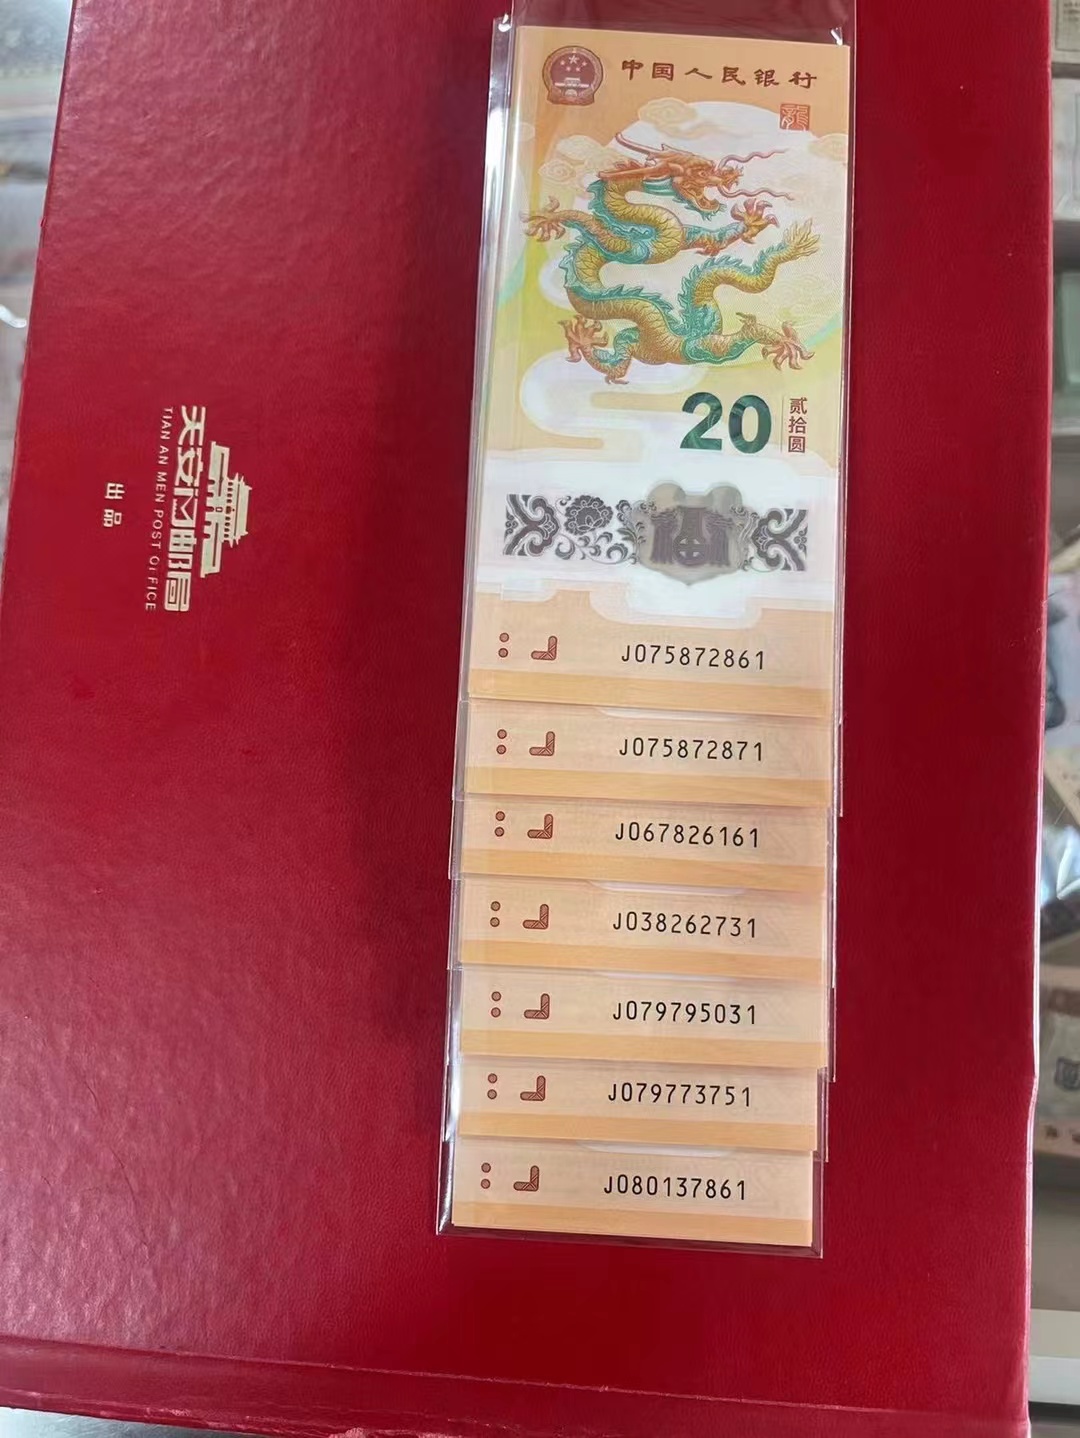 中国人民银行
龍
20
贰拾圆
J075872861
J075872871
J067826161
J038262731
J079795031
J079773751
J080137861
天安门邮局
TIAN AN MEN POST OFFICE
出品